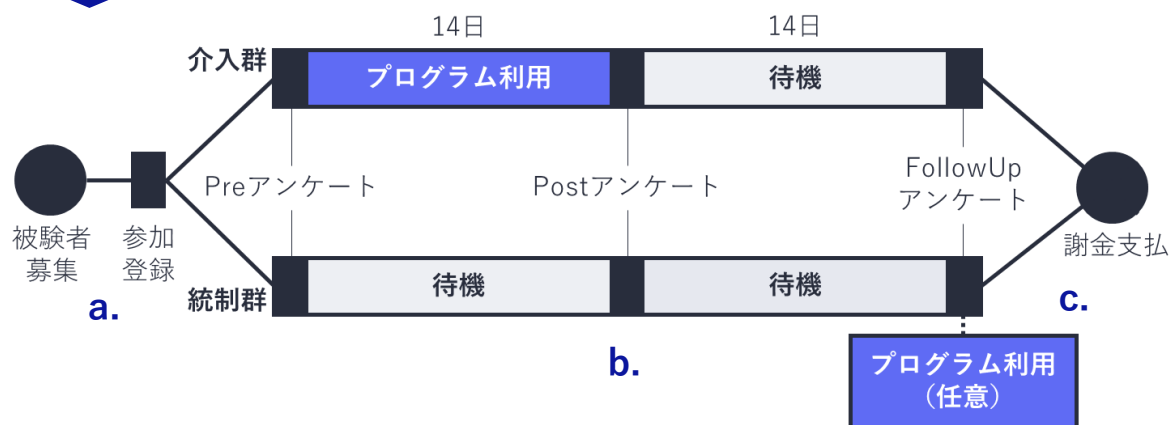 14日
14日
介入群
プログラム利用
待機
Preアンケート
Postアンケート
FollowUp
アンケート
被験者
募集
参加
登録
謝金支払
a.
統制群
待機
待機
c.
b.
プログラム利用
(任意)